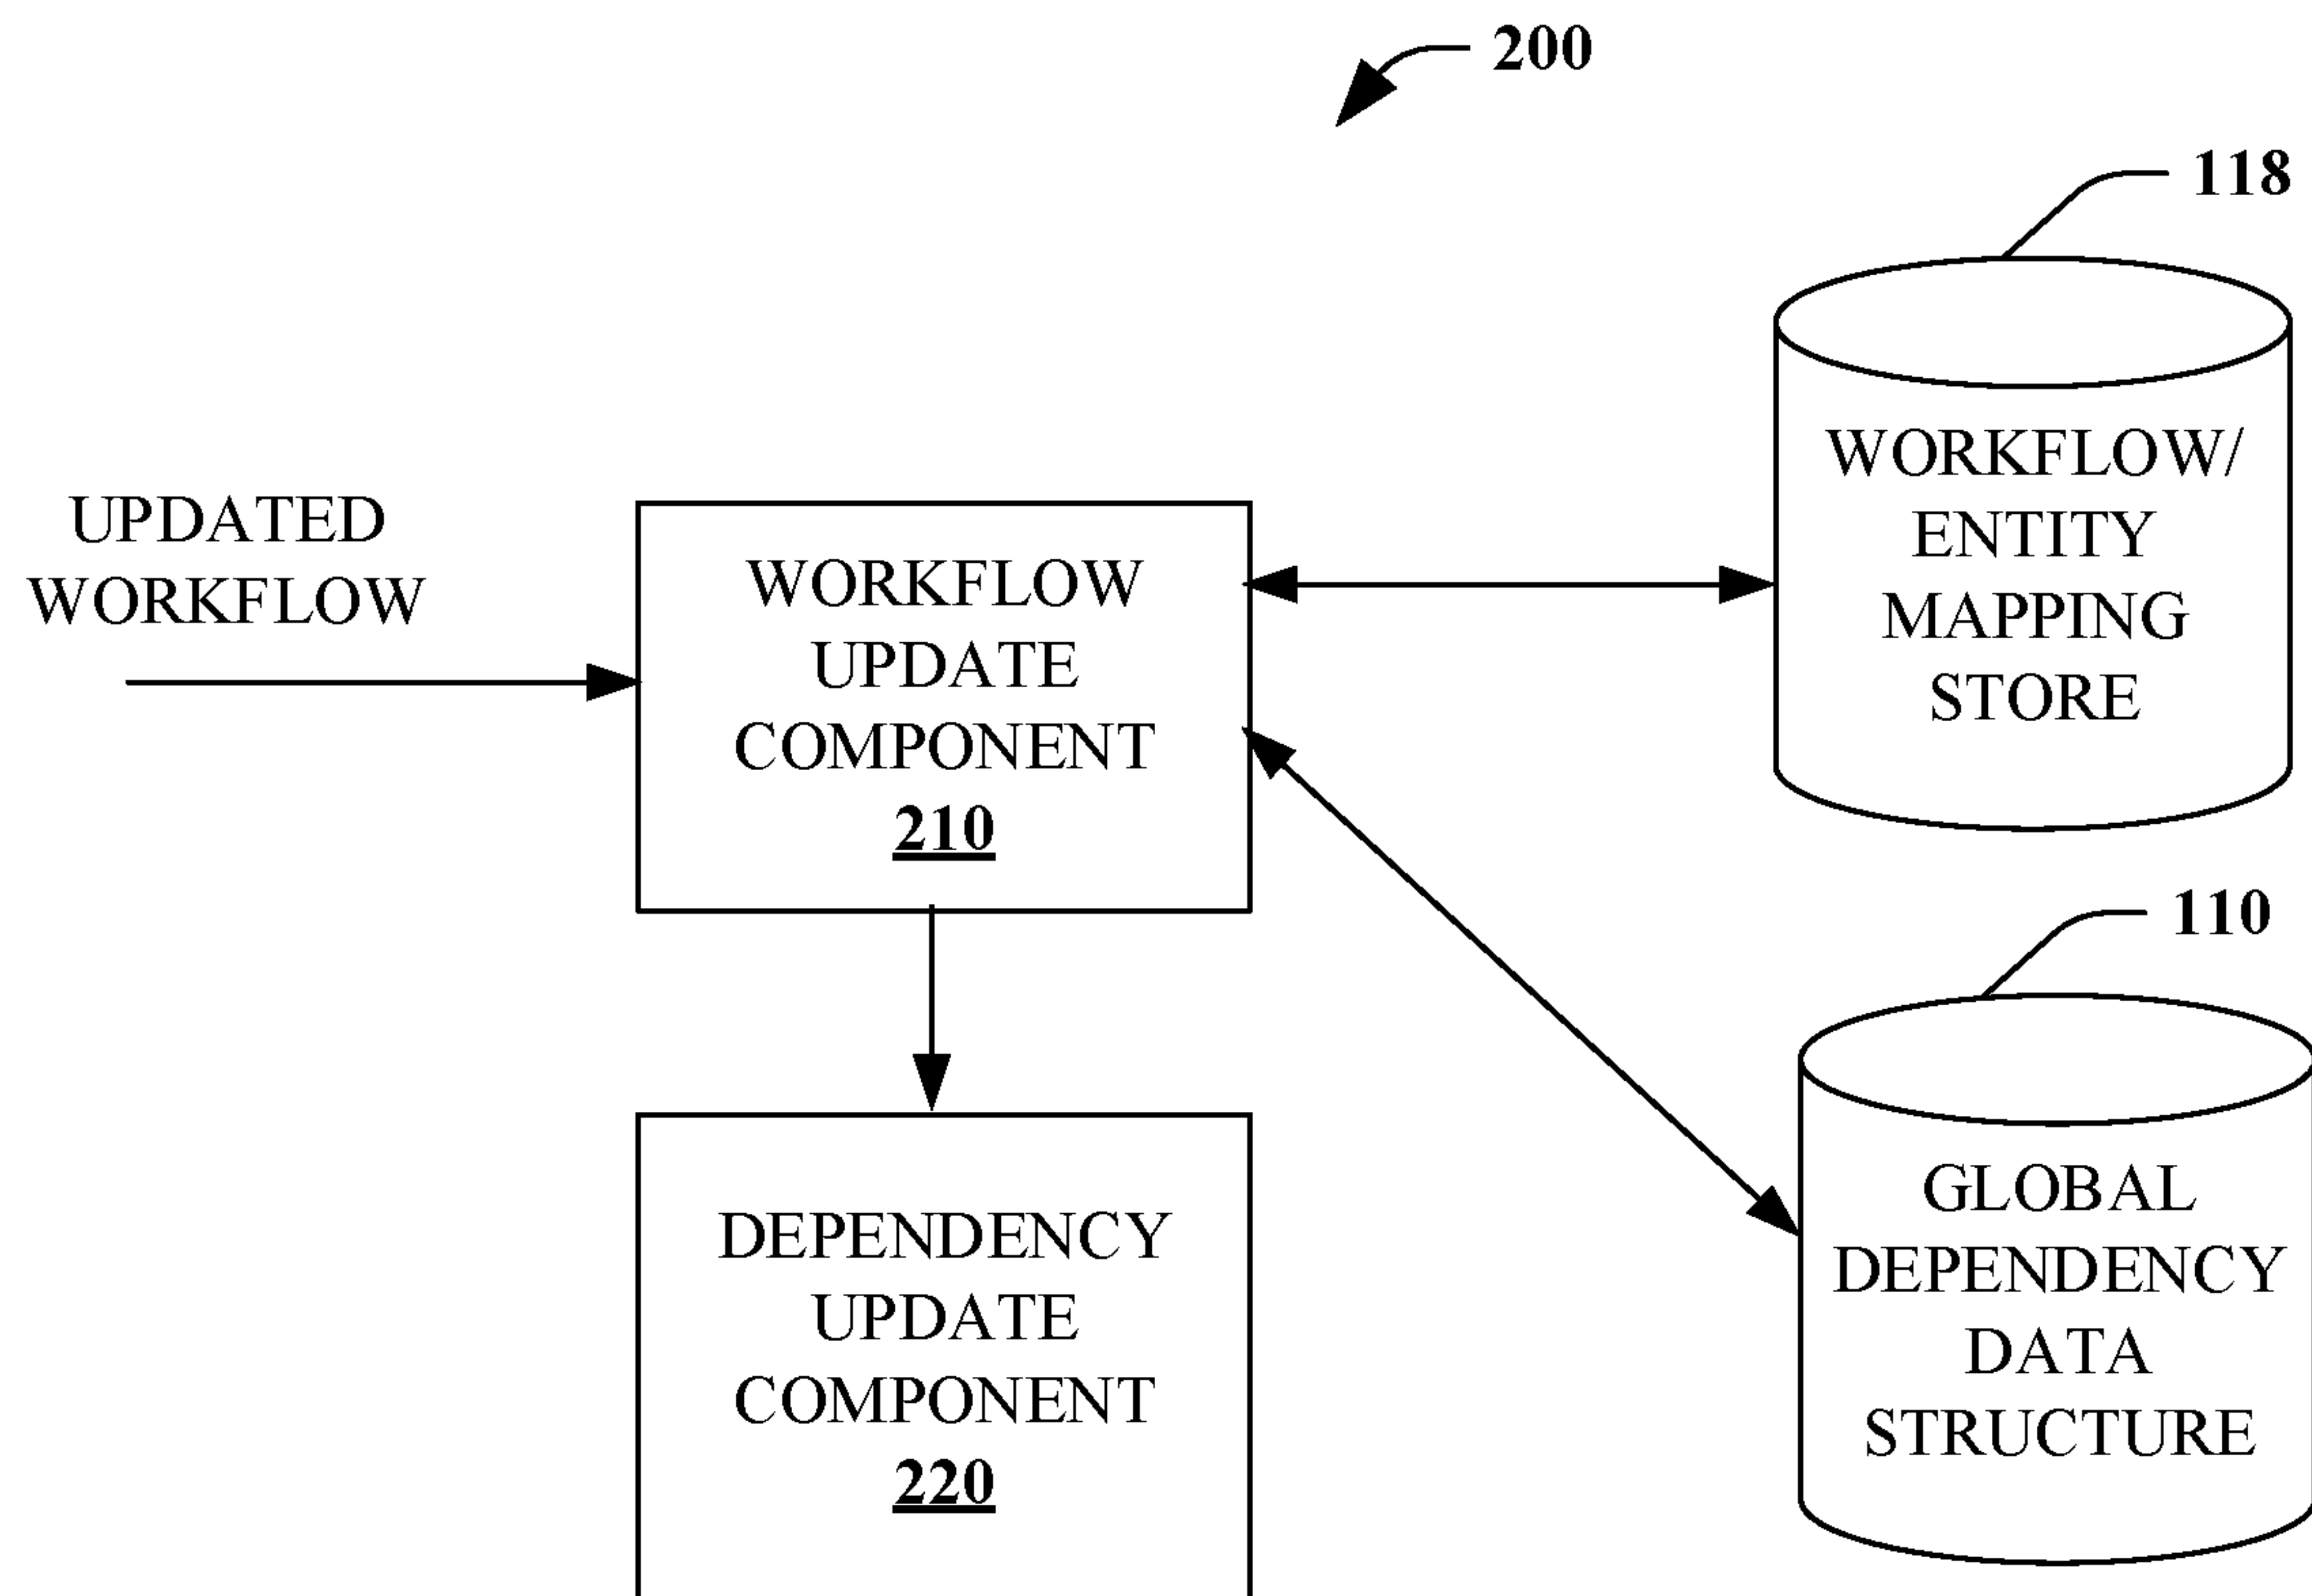 200
118
WORKFLOW/
ENTITY
MAPPING
STORE
UPDATED
WORKFLOW
WORKFLOW
UPDATE
COMPONENT
210
110
GLOBAL
DEPENDENCY
DATA
STRUCTURE
DEPENDENCY
UPDATE
COMPONENT
220